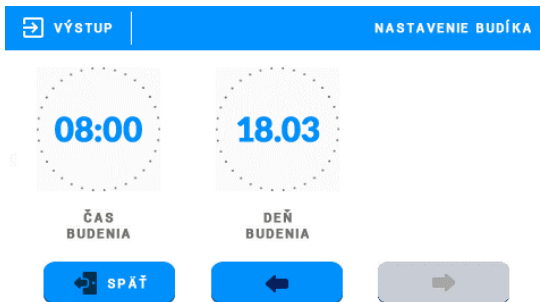 VÝSTUP
NASTAVENIE BUDÍKA
08:00
18.03
ČAS
BUDENIA
DEŇ
BUDENIA
SPÄŤ